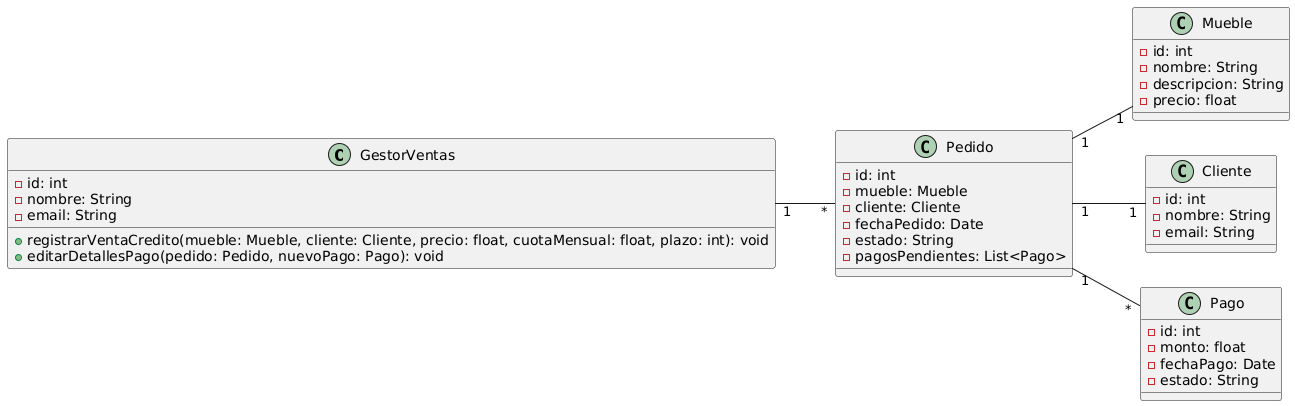 C GestorVentas
id: int
nombre: String
email: String
registrarVentaCredito(mueble: Mueble, cliente: Cliente, precio: float, cuotaMensual: float, plazo: int): void
editarDetallesPago(pedido: Pedido, nuevoPago: Pago): void
1
*
C Pedido
id: int
mueble: Mueble
cliente: Cliente
fechaPedido: Date
estado: String
pagosPendientes: List<Pago>
1
1
C Mueble
id: int
nombre: String
descripcion: String
precio: float
1
1
C Cliente
id: int
nombre: String
email: String
1
*
C Pago
id: int
monto: float
fechaPago: Date
estado: String